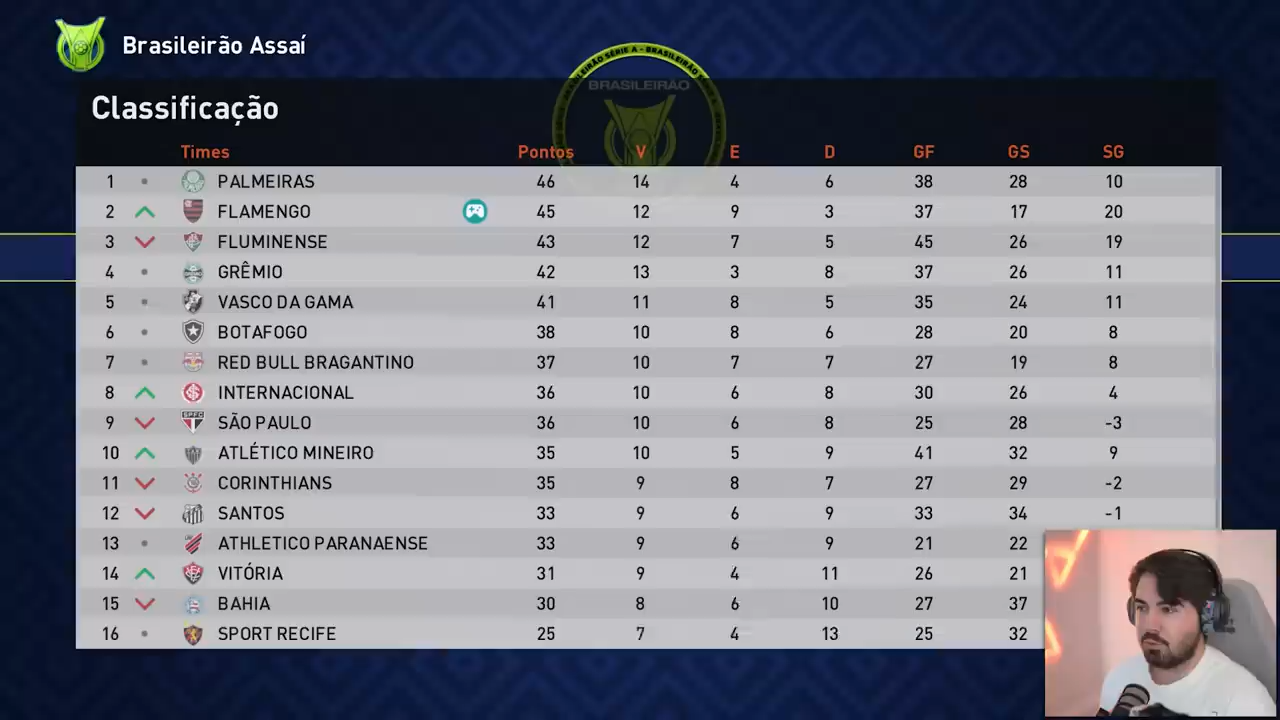 Brasileirão Assaí
BRASILEIRÃO SÉRIE A - BRASILEIRÃO
BRASILEIRÃO
Classificação
Times Pontos V E D GF GS SG
1 PALMEIRAS 46 14 4 6 38 28 10
2 FLAMENGO 45 12 9 3 37 17 20
3 FLUMINENSE 43 12 7 5 45 26 19
4 GRÊMIO 42 13 3 8 37 26 11
5 VASCO DA GAMA 41 11 8 5 35 24 11
6 BOTAFOGO 38 10 8 6 28 20 8
7 RED BULL BRAGANTINO 37 10 7 7 27 19 8
8 INTERNACIONAL 36 10 6 8 30 26 4
9 SÃO PAULO 36 10 6 8 25 28 -3
10 ATLÉTICO MINEIRO 35 10 5 9 41 32 9
11 CORINTHIANS 35 9 8 7 27 29 -2
12 SANTOS 33 9 6 9 33 34 -1
13 ATHLETICO PARANAENSE 33 9 6 9 21 22
14 VITÓRIA 31 9 4 11 26 21
15 BAHIA 30 8 6 10 27 37
16 SPORT RECIFE 25 7 4 13 25 32